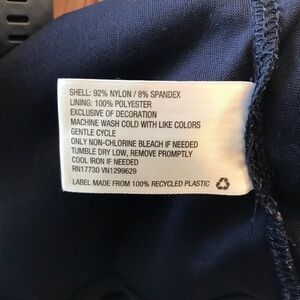 SHELL: 92% NYLON / 8% SPANDEX
LINING: 100% POLYESTER
EXCLUSIVE OF DECORATION
MACHINE WASH COLD WITH LIKE COLORS
GENTLE CYCLE
ONLY NON-CHLORINE BLEACH IF NEEDED
TUMBLE DRY LOW, REMOVE PROMPTLY
COOL IRON IF NEEDED
RN17730 VN1299629
LABEL MADE FROM 100% RECYCLED PLASTIC